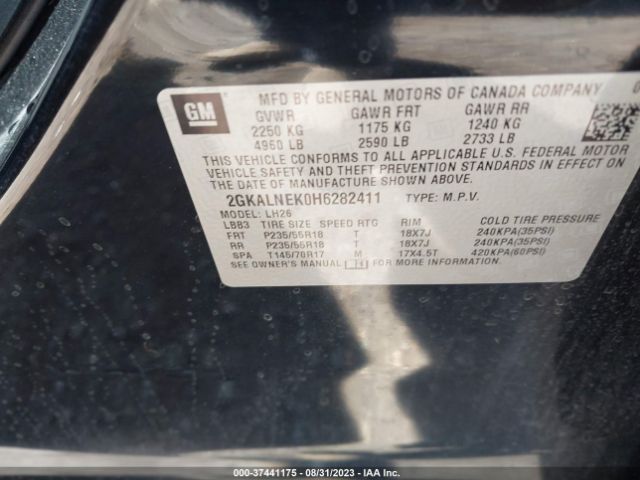 GM
MFD BY GENERAL MOTORS OF CANADA COMPANY
GVWR GAWR FRT GAWR RR
2250 KG 1175 KG 1240 KG
4960 LB 2590 LB 2733 LB
THIS VEHICLE CONFORMS TO ALL APPLICABLE U.S. FEDERAL MOTOR
VEHICLE SAFETY AND THEFT PREVENTION STANDARDS IN EFFECT ON
THE DATE OF MANUFACTURE SHOWN ABOVE.
2GKALNEK0H6282411 TYPE: M.P.V.
MODEL: LH26
LBB3 TIRE SIZE SPEED RTG RIM COLD TIRE PRESSURE
FRT P235/55R18 T 18X7J 240KPA(35PSI)
RR P235/55R18 T 18X7J 240KPA(35PSI)
SPA T145/70R17 M 17X4.5T 420KPA(60PSI)
SEE OWNER'S MANUAL FOR MORE INFORMATION.
000-37441175 - 08/31/2023 - IAA Inc.